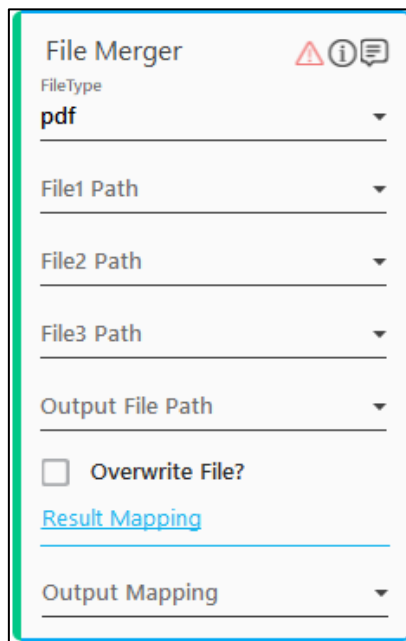 File Merger
FileType
pdf
File1 Path
File2 Path
File3 Path
Output File Path
Overwrite File?
Result Mapping
Output Mapping